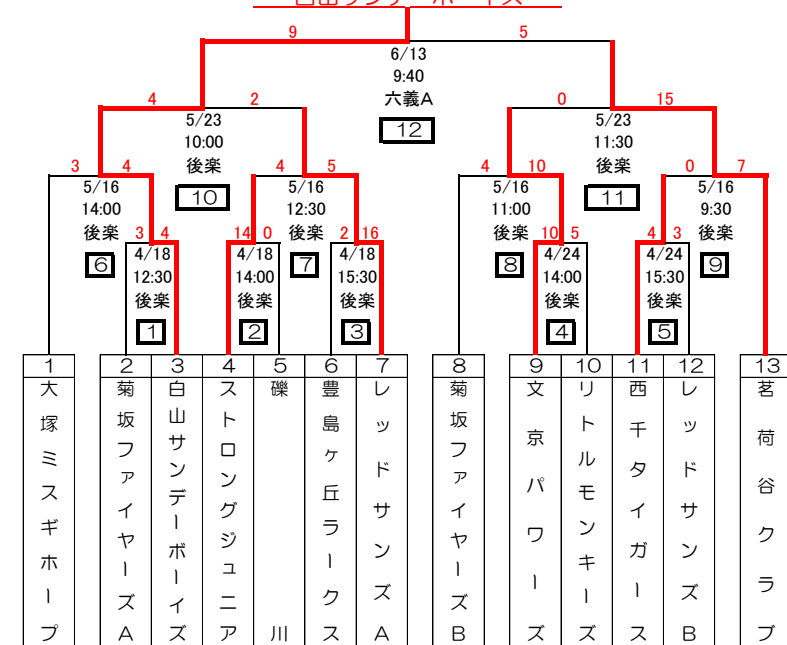 白山サンデーボーイズ
9 5
6/13
9:40
六義A
12
4 2
5/23
10:00
後楽
10
0 15
5/23
11:30
後楽
11
3 4
5/16
14:00
後楽
6
4 5
5/16
12:30
後楽
7
4 10
5/16
11:00
後楽
8
0 7
5/16
9:30
後楽
9
3 4
4/18
12:30
後楽
1
14 0
4/18
14:00
後楽
2
2 16
4/18
15:30
後楽
3
10 5
4/24
14:00
後楽
4
4 3
4/24
15:30
後楽
5
1 大塚ミスギホープ
2 菊坂ファイヤーズA
3 白山サンデーボーイズ
4 ストロングジュニア
5 礫川
6 豊島ヶ丘ラークス
7 レッドサンズA
8 菊坂ファイヤーズB
9 文京パワーズ
10 リトルモンキーズ
11 西千タイガース
12 レッドサンズB
13 茗荷谷クラブ